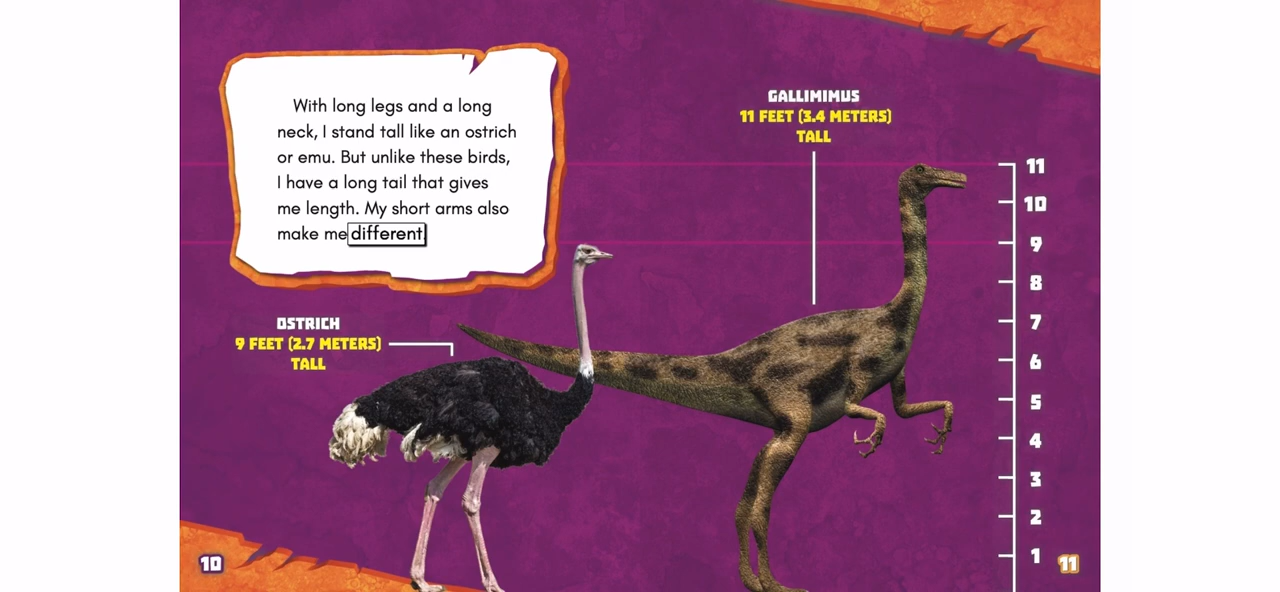 With long legs and a long
neck, I stand tall like an ostrich
or emu. But unlike these birds,
I have a long tail that gives
me length. My short arms also
make me different.
OSTRICH
9 FEET (2.7 METERS)
TALL
GALLIMIMUS
11 FEET (3.4 METERS)
TALL
11
10
9
8
7
6
5
4
3
2
1
10
11